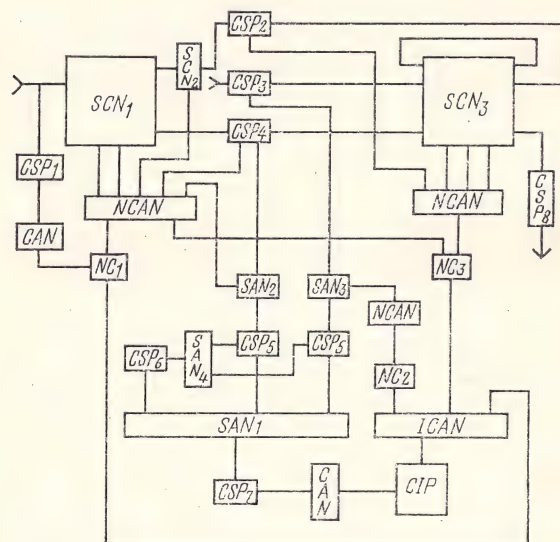 CSP2
SCN2
CSP3
SCN1
SCN3
CSP4
CSP1
CSP8
NCAN
NCAN
CAN
NC1
NC3
SAN2
SAN3
NCAN
CSP5
CSP5
SAN4
CSP6
NC2
SAN1
ICAN
CSP7
CAN
CIP